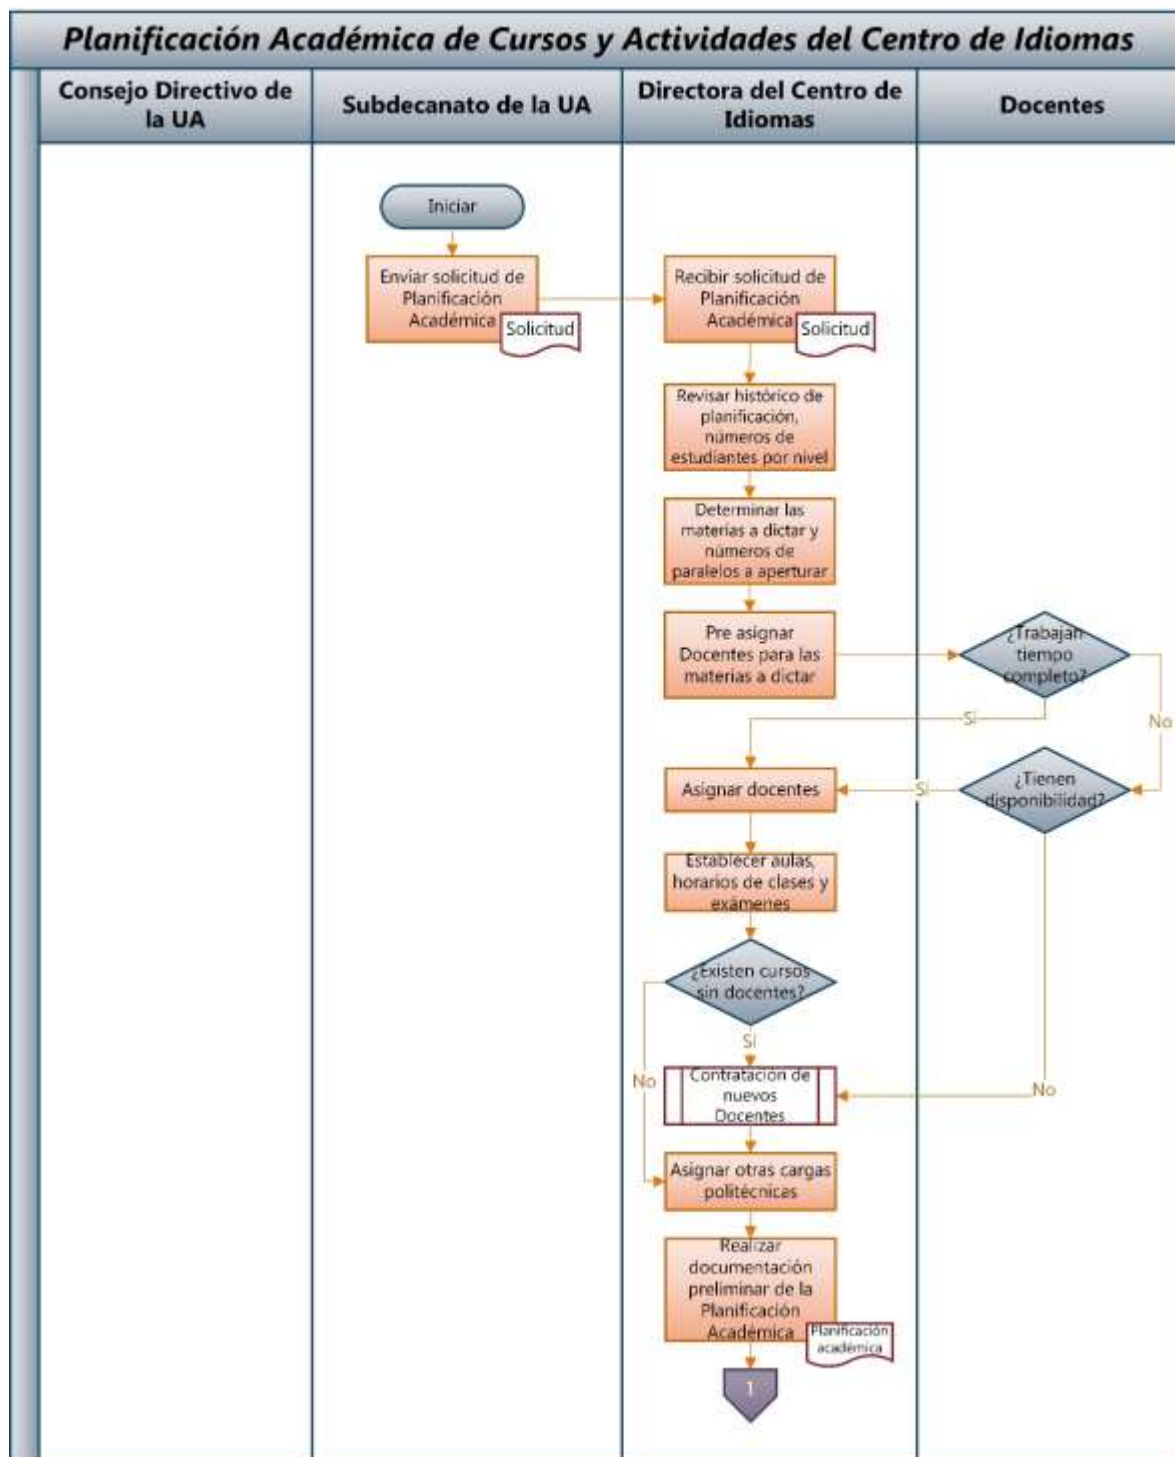 Planificación Académica de Cursos y Actividades del Centro de Idiomas
Consejo Directivo de
la UA
Subdecanato de la UA
Directora del Centro de
Idiomas
Docentes
Iniciar
Enviar solicitud de
Planificación
Académica
Solicitud
Recibir solicitud de
Planificación
Académica
Solicitud
Revisar histórico de
planificación,
números de
estudiantes por nivel
Determinar las
materias a dictar y
números de
paralelos a aperturar
Pre asignar
Docentes para las
materias a dictar
¿Trabajan
tiempo
completo?
Sí
No
Asignar docentes
Sí
¿Tienen
disponibilidad?
Establecer aulas,
horarios de clases y
exámenes
¿Existen cursos
sin docentes?
Sí
No
Contratación de
nuevos
Docentes
No
Asignar otras cargas
politécnicas
Realizar
documentación
preliminar de la
Planificación
Académica
Planificación
académica
1